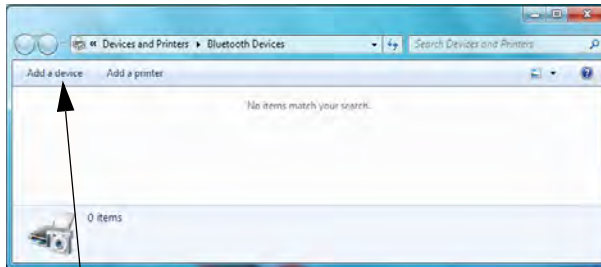 « Devices and Printers ▸ Bluetooth Devices
Search Devices and Printers
Add a device Add a printer
No items match your search.
0 items